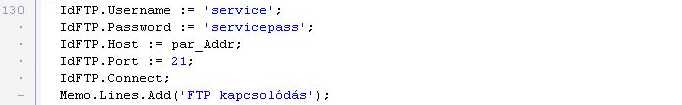 130 IdFTP.Username := 'service';
IdFTP.Password := 'servicepass';
IdFTP.Host := par_Addr;
IdFTP.Port := 21;
IdFTP.Connect;
Memo.Lines.Add('FTP kapcsolódás');